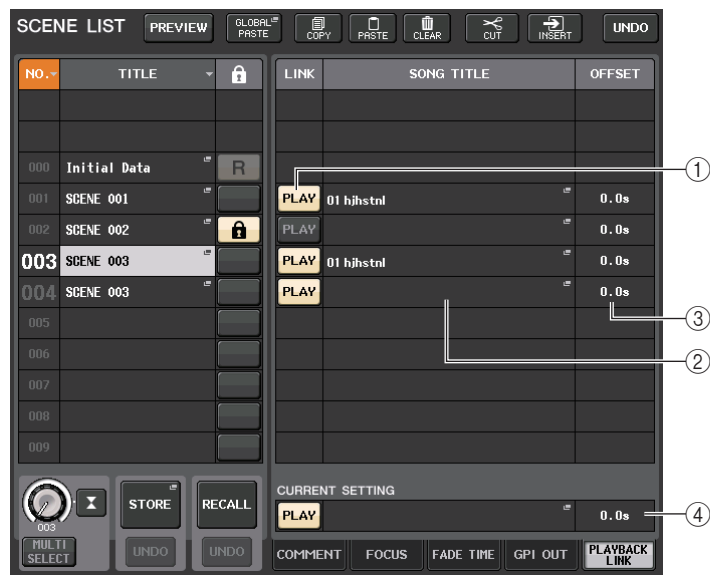 SCENE LIST PREVIEW GLOBAL PASTE COPY PASTE CLEAR CUT INSERT UNDO
NO. TITLE LINK SONG TITLE OFFSET
000 Initial Data R
001 SCENE 001 PLAY 01 hjhstnl 0.0s
002 SCENE 002 PLAY 0.0s
003 SCENE 003 PLAY 01 hjhstnl 0.0s
004 SCENE 003 PLAY 0.0s
005
006
007
008
009
1
3
2
CURRENT SETTING
STORE RECALL PLAY 0.0s 4
003
MULTI SELECT UNDO UNDO COMMENT FOCUS FADE TIME GPI OUT PLAYBACK LINK